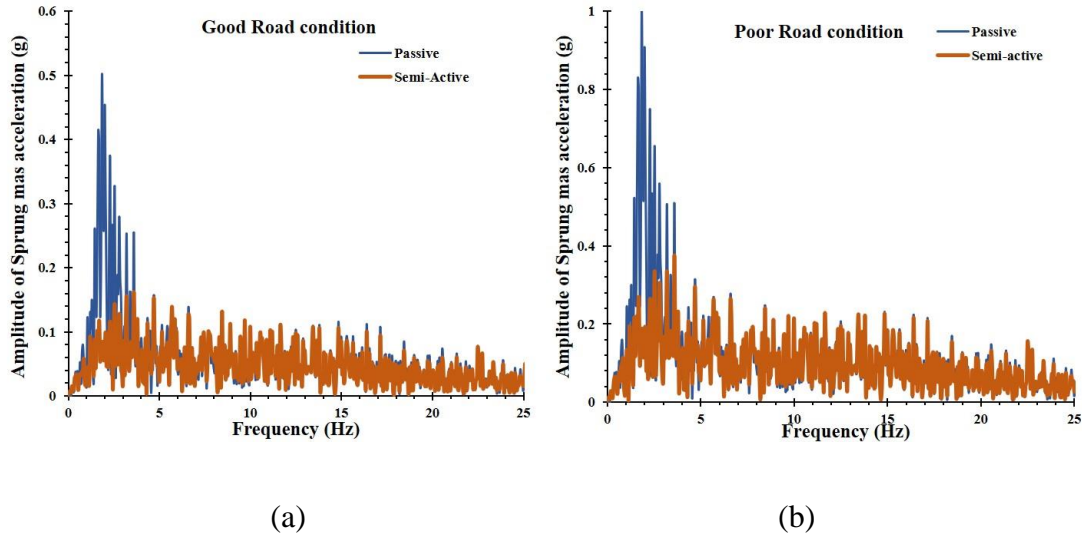 Good Road condition
Passive
Semi-Active
Amplitude of Sprung mas acceleration (g)
0.6
0.5
0.4
0.3
0.2
0.1
0
0 5 10 15 20 25
Frequency (Hz)
(a)
Poor Road condition
Passive
Semi-active
Amplitude of Sprung mas acceleration (g)
1
0.8
0.6
0.4
0.2
0
0 5 10 15 20 25
Frequency (Hz)
(b)